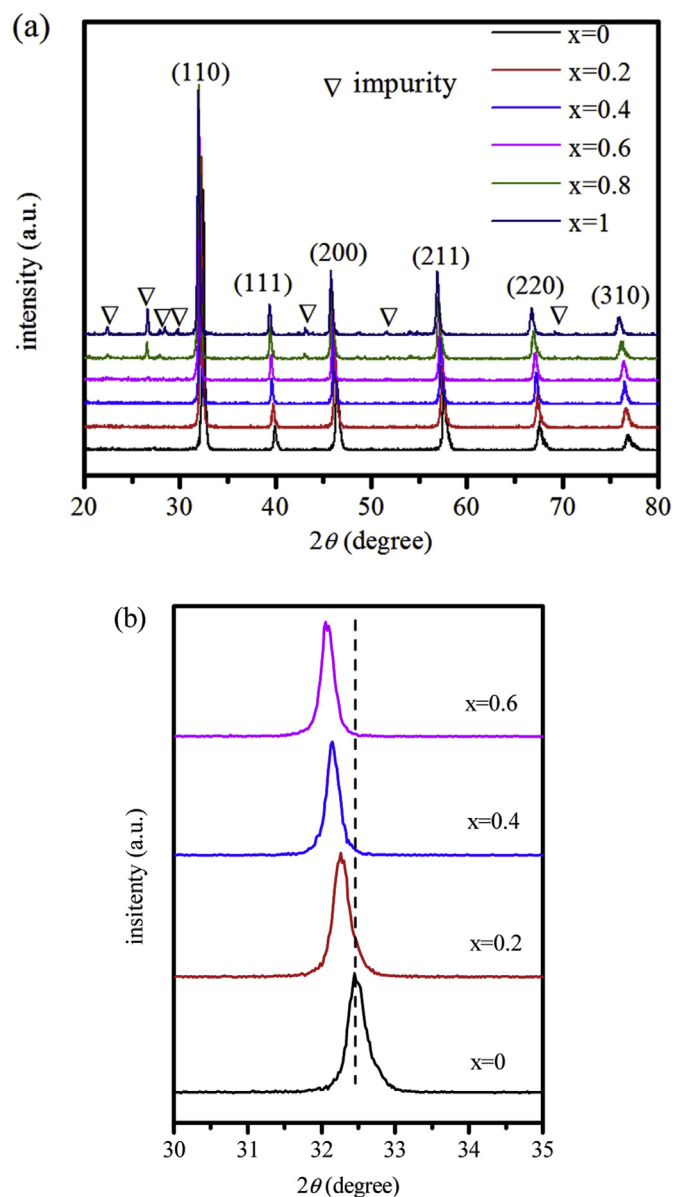 (a)
x=0
x=0.2
x=0.4
x=0.6
x=0.8
x=1
(110)
▽ impurity
(111)
(200)
(211)
(220)
(310)
▽ ▽ ▽ ▽ ▽ ▽ ▽
intensity (a.u.)
20 30 40 50 60 70 80
2θ (degree)
(b)
x=0.6
x=0.4
x=0.2
x=0
insitenty (a.u.)
30 31 32 33 34 35
2θ (degree)